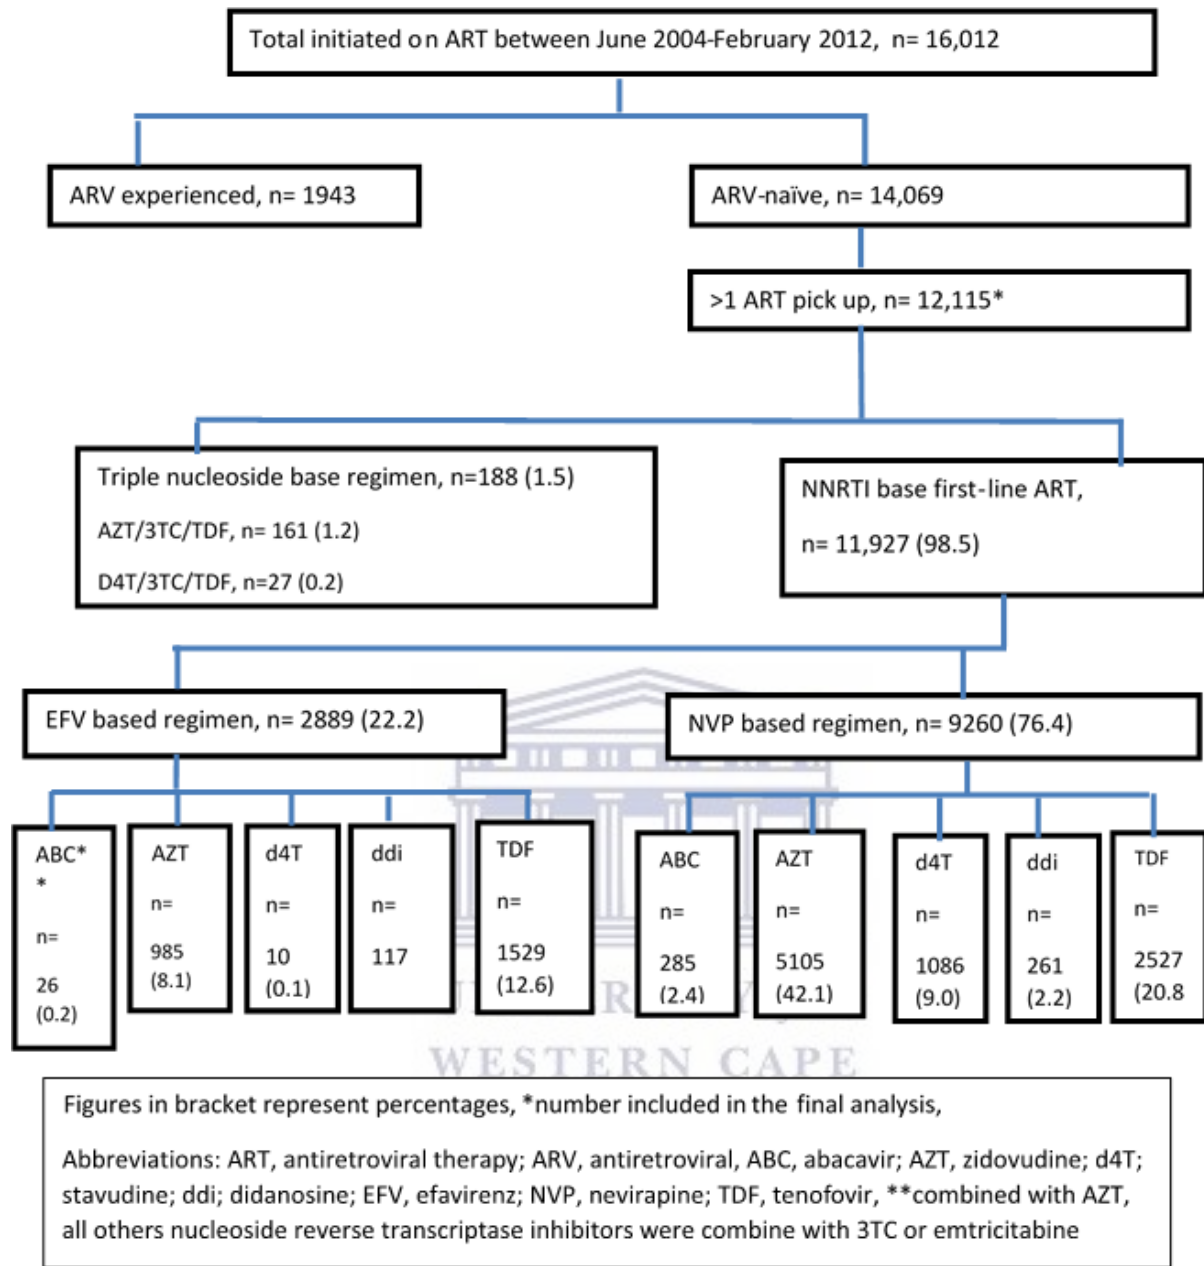 Total initiated on ART between June 2004-February 2012, n= 16,012
ARV experienced, n= 1943
ARV-naïve, n= 14,069
>1 ART pick up, n= 12,115*
Triple nucleoside base regimen, n=188 (1.5)
AZT/3TC/TDF, n= 161 (1.2)
D4T/3TC/TDF, n=27 (0.2)
NNRTI base first-line ART,
n= 11,927 (98.5)
EFV based regimen, n= 2889 (22.2)
NVP based regimen, n= 9260 (76.4)
ABC*
*
n=
26
(0.2)
AZT
n=
985
(8.1)
d4T
n=
10
(0.1)
ddi
n=
117
TDF
n=
1529
(12.6)
ABC
n=
285
(2.4)
AZT
n=
5105
(42.1)
d4T
n=
1086
(9.0)
ddi
n=
261
(2.2)
TDF
n=
2527
(20.8
WESTERN CAPE
Figures in bracket represent percentages, *number included in the final analysis,
Abbreviations: ART, antiretroviral therapy; ARV, antiretroviral, ABC, abacavir; AZT, zidovudine; d4T;
stavudine; ddi; didanosine; EFV, efavirenz; NVP, nevirapine; TDF, tenofovir, **combined with AZT,
all others nucleoside reverse transcriptase inhibitors were combine with 3TC or emtricitabine